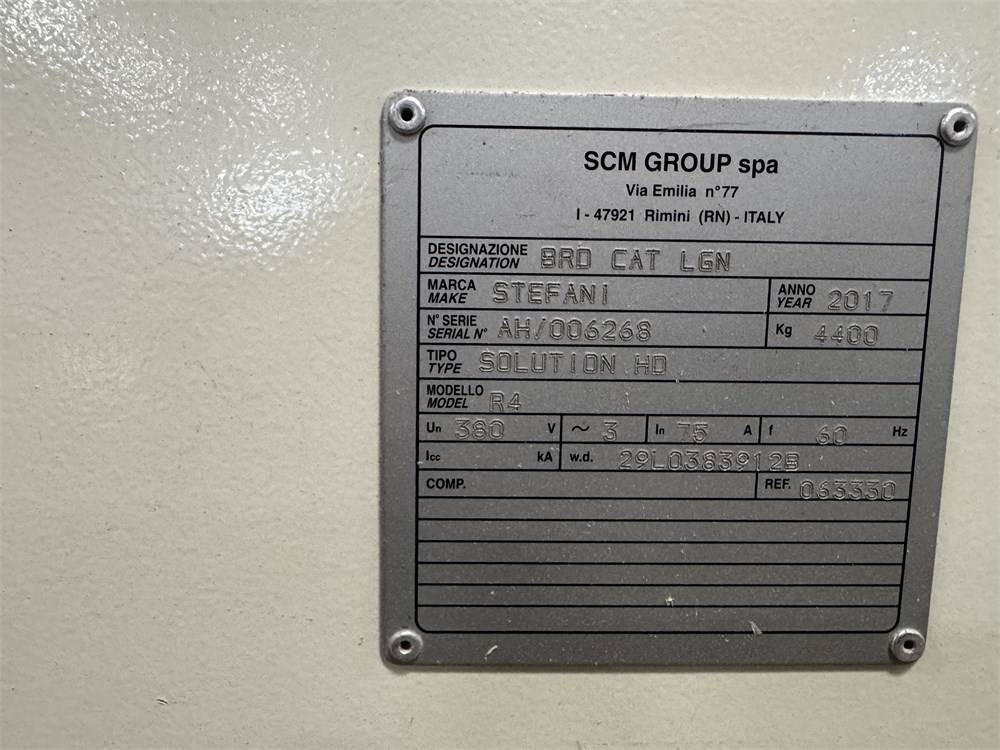 SCM GROUP spa
Via Emilia n°77
I - 47921 Rimini (RN) - ITALY
DESIGNAZIONE
DESIGNATION BRD CAT LGN
MARCA
MAKE STEFANI
ANNO
YEAR 2017
N° SERIE
SERIAL N° AH/006268
Kg 4400
TIPO
TYPE SOLUTION HD
MODELLO
MODEL R4
Un 380 V ~ 3 In 75 A f 60 Hz
Icc kA w.d. 29L0383912B
COMP. REF. 063330